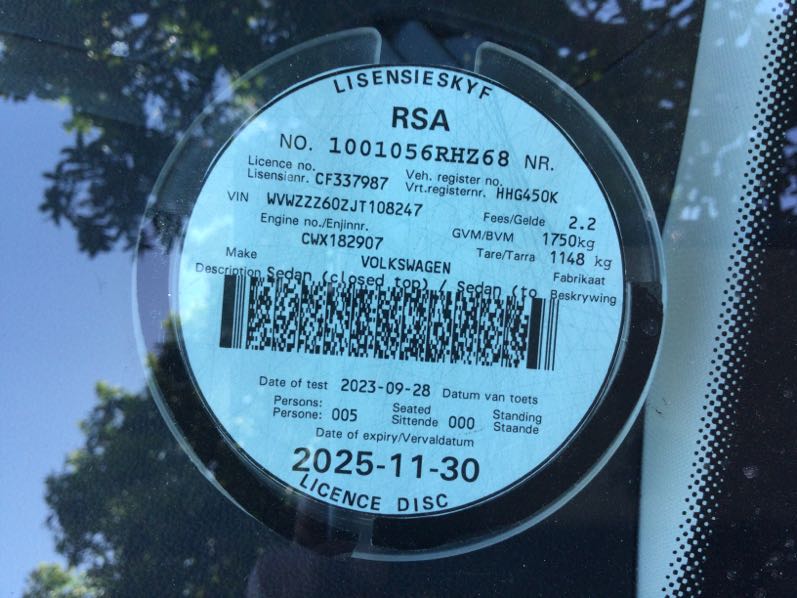 LISENSIESKYF
RSA
NO. 1001056RHZ68 NR.
Licence no. Veh. register no.
Lisensienr. CF337987 Vrt.registernr. HHG450K
VIN WVWZZZ60ZJT108247 Fees/Gelde 2.2
Engine no./Enjinnr. GVM/BVM 1750kg
CWX182907 Tare/Tarra 1148 kg
Make VOLKSWAGEN Fabrikaat
Description Sedan (closed top) / Sedan (to Beskrywing
Date of test 2023-09-28 Datum van toets
Persons: Seated Standing
Persone: 005 Sittende 000 Staande
Date of expiry/Vervaldatum
2025-11-30
LICENCE DISC